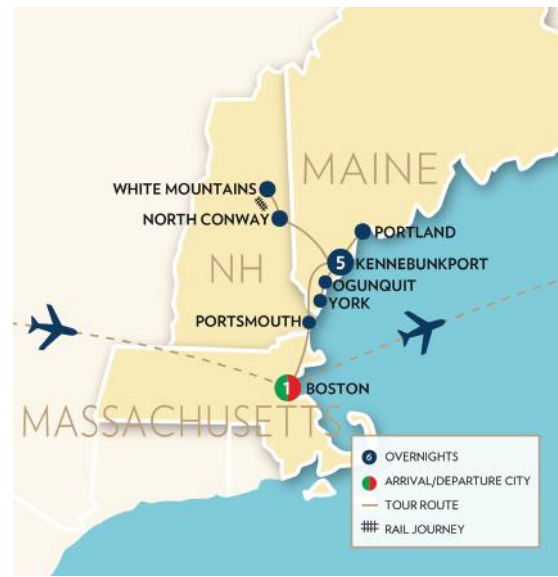 MAINE
WHITE MOUNTAINS
NORTH CONWAY
PORTLAND
NH
5 KENNEBUNKPORT
OGUNQUIT
YORK
PORTSMOUTH
1 BOSTON
MASSACHUSETTS
6 OVERNIGHTS
ARRIVAL/DEPARTURE CITY
TOUR ROUTE
RAIL JOURNEY